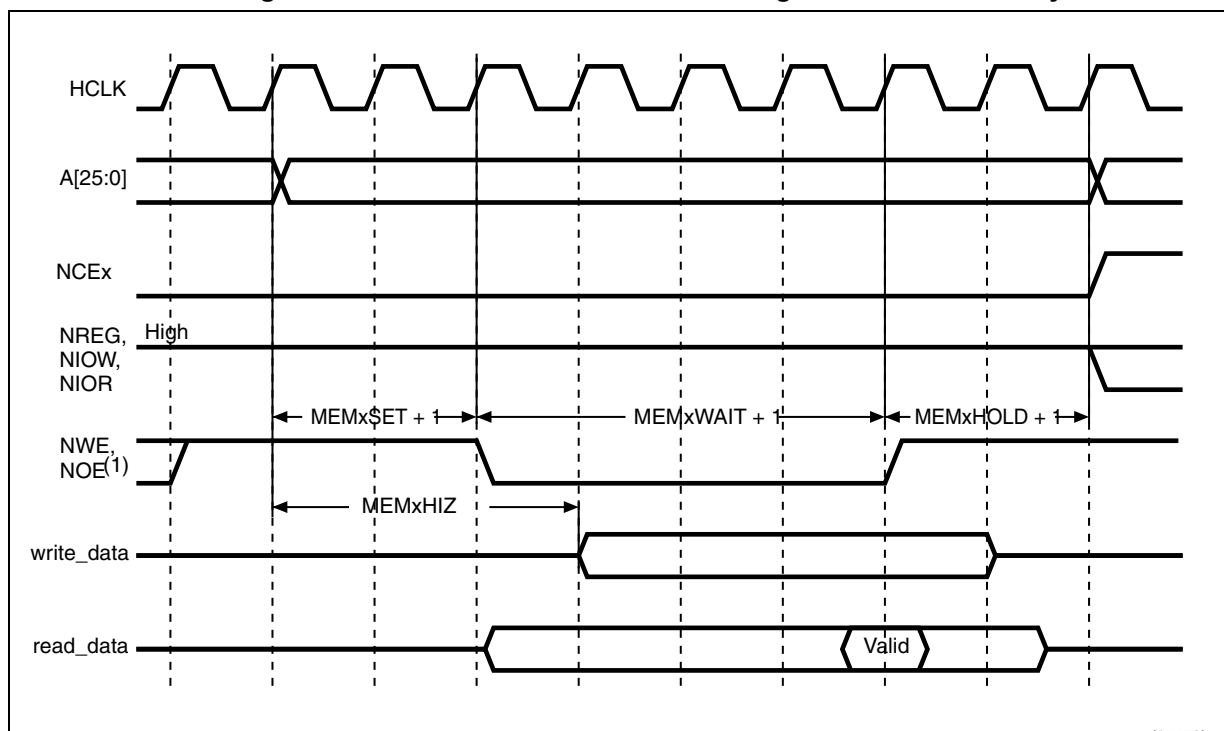 HCLK
A[25:0]
NCEx
NREG, High
NIOW,
NIOR
MEMxSET + 1 MEMxWAIT + 1 MEMxHOLD + 1
NWE,
NOE(1)
MEMxHIZ
write_data
read_data Valid